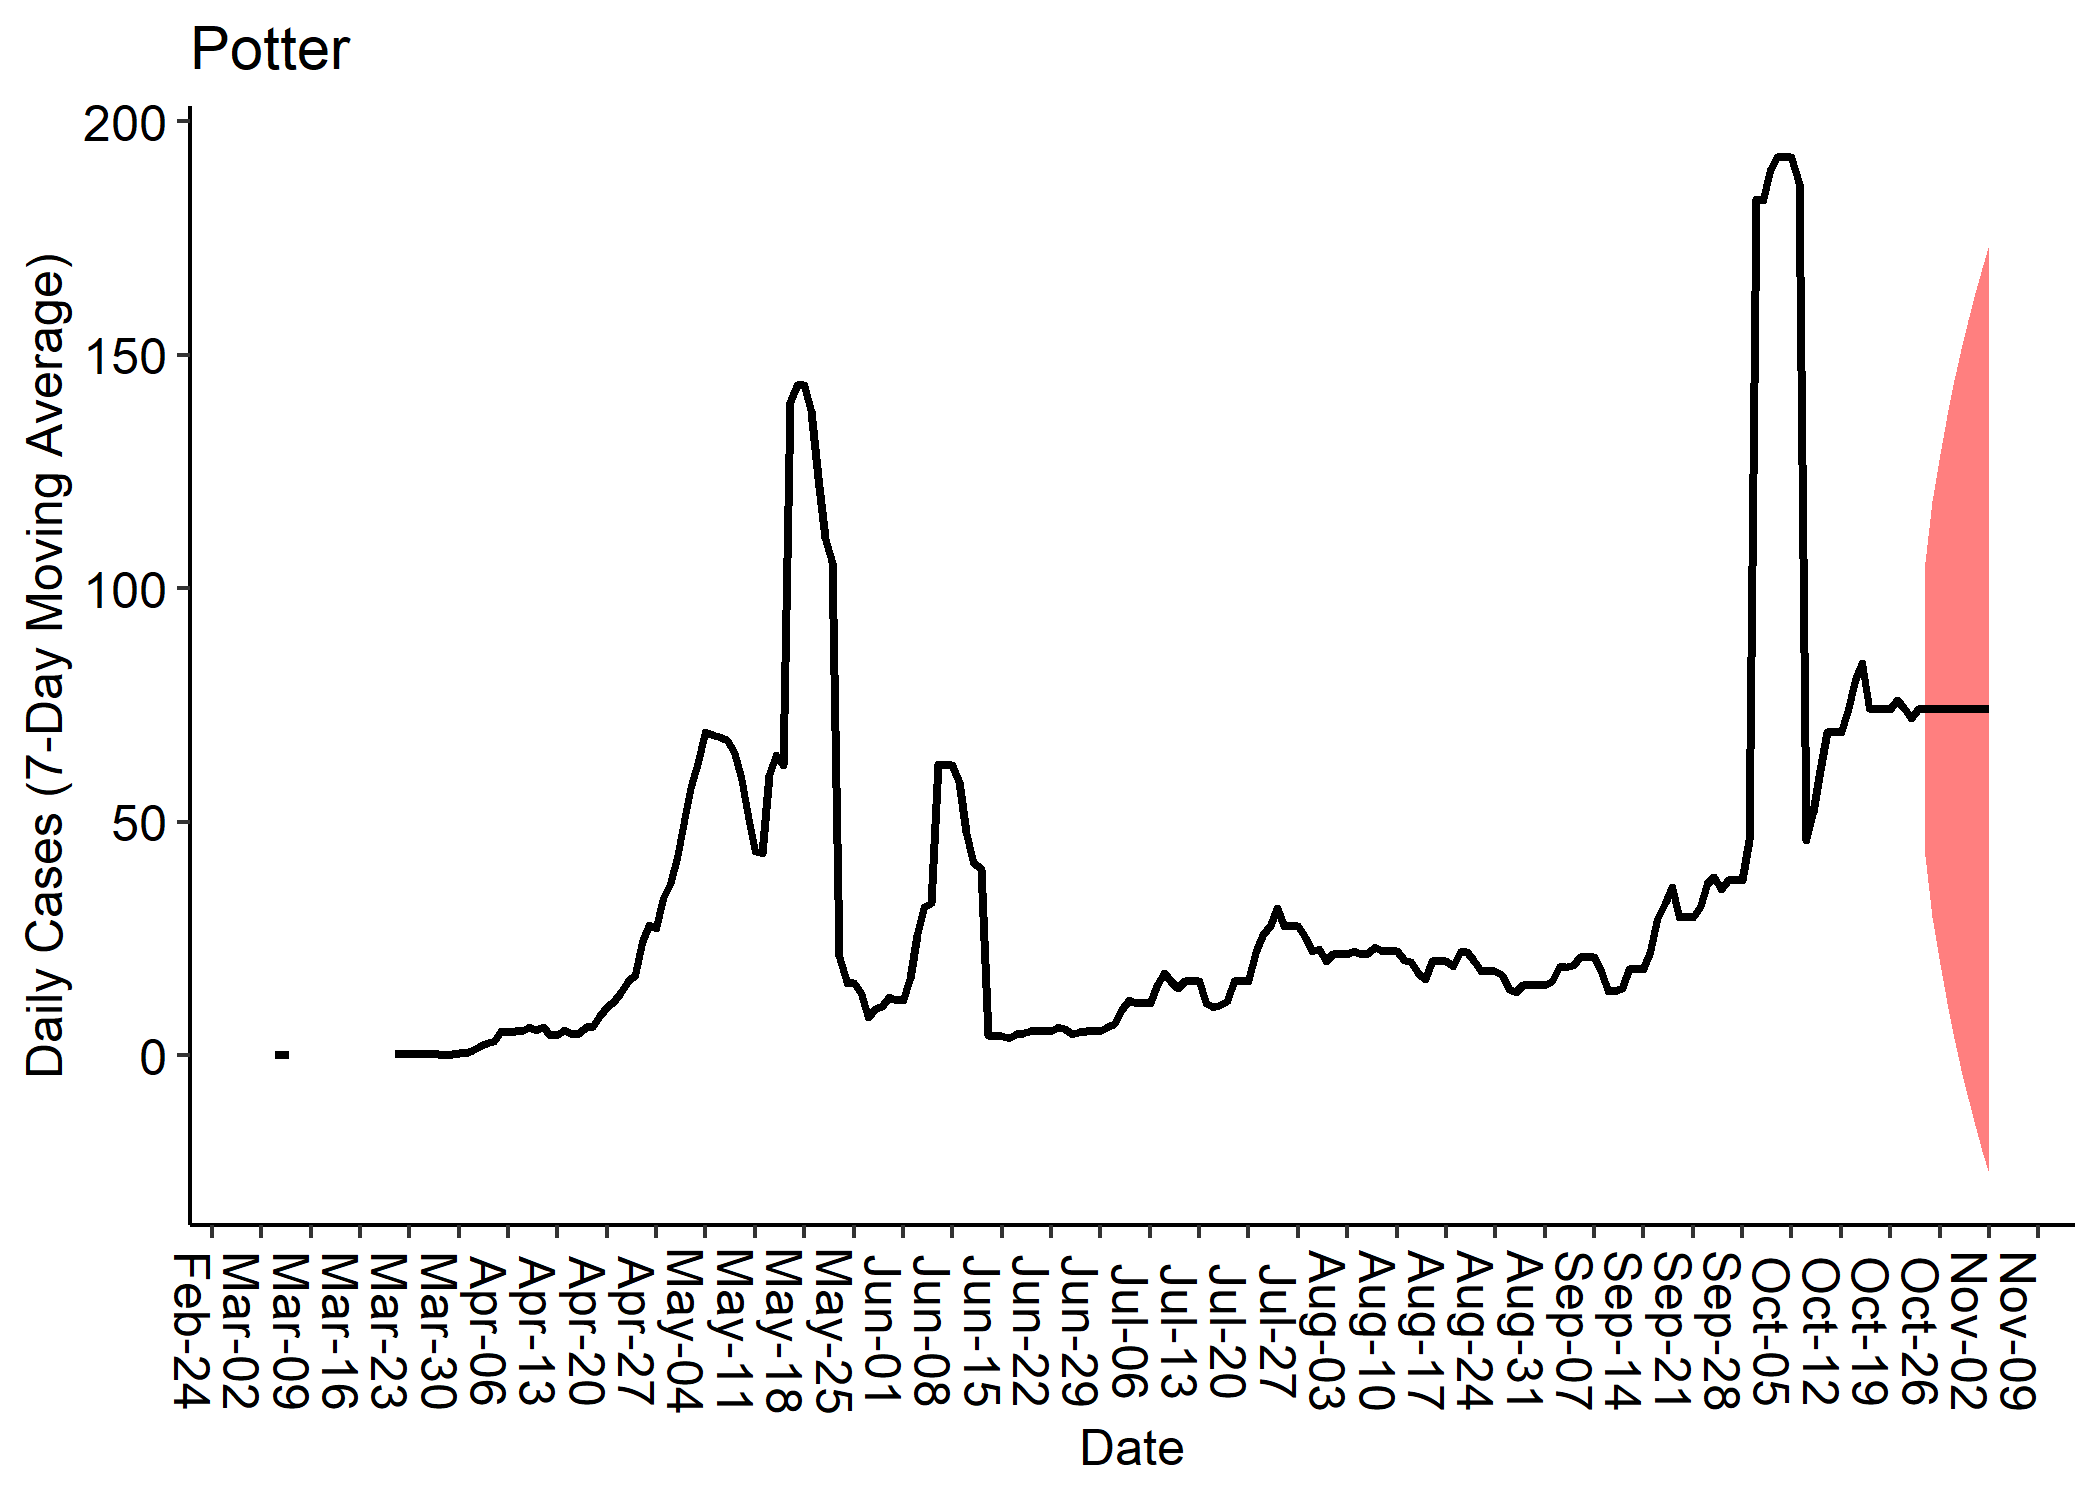 Potter
Daily Cases (7-Day Moving Average)
200
150
100
50
0
Feb-24
Mar-02
Mar-09
Mar-16
Mar-23
Mar-30
Apr-06
Apr-13
Apr-20
Apr-27
May-04
May-11
May-18
May-25
Jun-01
Jun-08
Jun-15
Jun-22
Jun-29
Jul-06
Jul-13
Jul-20
Jul-27
Aug-03
Aug-10
Aug-17
Aug-24
Aug-31
Sep-07
Sep-14
Sep-21
Sep-28
Oct-05
Oct-12
Oct-19
Oct-26
Nov-02
Nov-09
Date